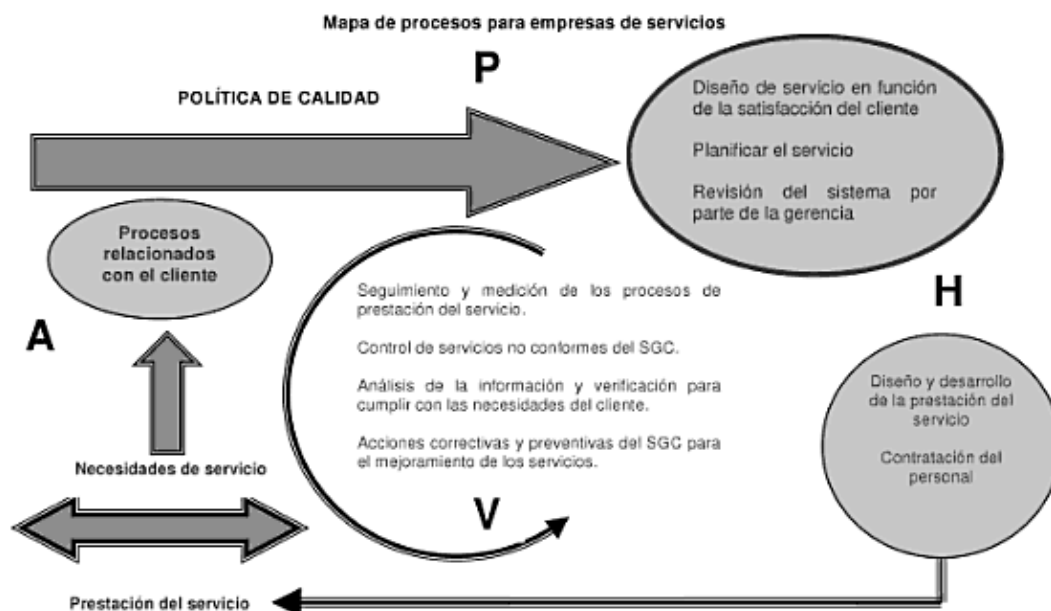 Mapa de procesos para empresas de servicios
P
POLÍTICA DE CALIDAD
Diseño de servicio en función
de la satisfacción del cliente
Planificar el servicio
Revisión del sistema por
parte de la gerencia
Procesos
relacionados
con el cliente
A
Seguimiento y medición de los procesos de
prestación del servicio.
Control de servicios no conformes del SGC.
Análisis de la información y verificación para
cumplir con las necesidades del cliente.
Acciones correctivas y preventivas del SGC para
el mejoramiento de los servicios.
V
H
Diseño y desarrollo
de la prestación del
servicio
Contratación del
personal
Necesidades de servicio
Prestación del servicio